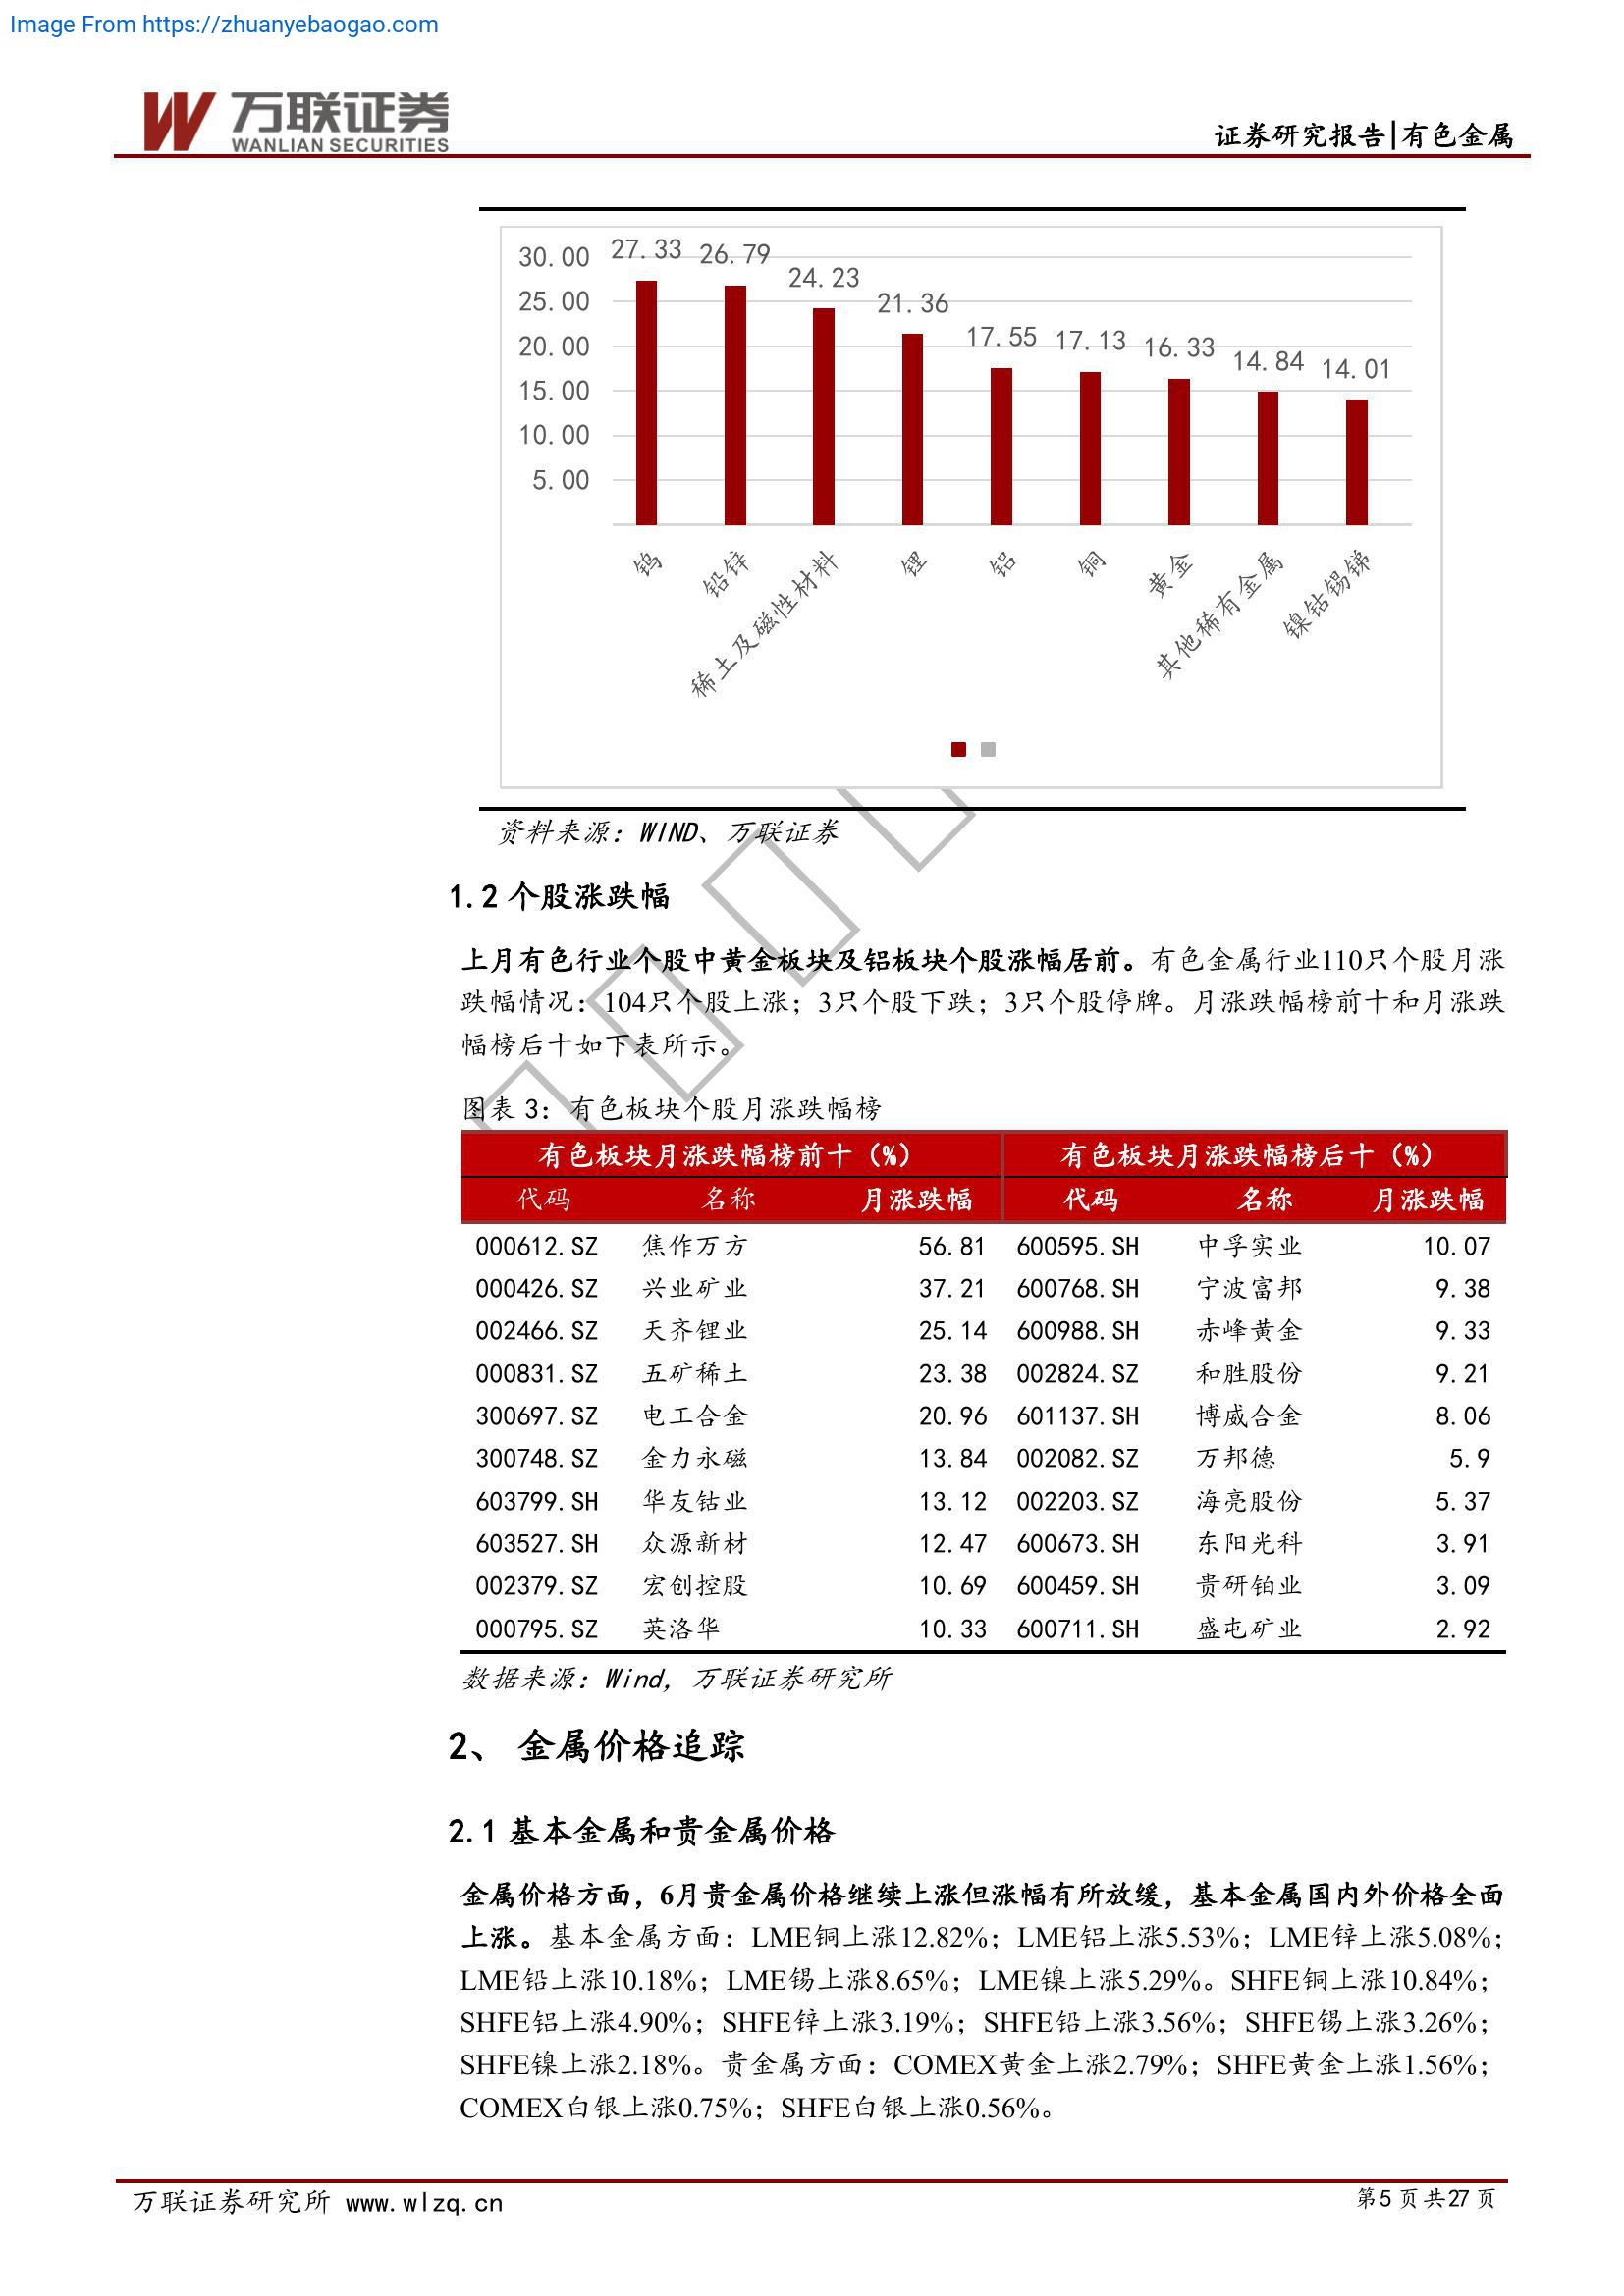 Image From https://zhuanyebaogao.com
万联证券
WANLIAN SECURITIES
证券研究报告|有色金属
30.00
25.00
20.00
15.00
10.00
5.00
27.33 26.79 24.23 21.36 17.55 17.13 16.33 14.84 14.01
钨 铅锌 稀土及磁性材料 锂 铝 铜 黄金 其他稀有金属 镍钴锡锑
资料来源：WIND、万联证券
1.2 个股涨跌幅
上月有色行业个股中黄金板块及铝板块个股涨幅居前。有色金属行业110只个股月涨
跌幅情况：104只个股上涨；3只个股下跌；3只个股停牌。月涨跌幅榜前十和月涨跌
幅榜后十如下表所示。
图表 3：有色板块个股月涨跌幅榜
有色板块月涨跌幅榜前十（%） 有色板块月涨跌幅榜后十（%）
代码 名称 月涨跌幅 代码 名称 月涨跌幅
000612.SZ 焦作万方 56.81 600595.SH 中孚实业 10.07
000426.SZ 兴业矿业 37.21 600768.SH 宁波富邦 9.38
002466.SZ 天齐锂业 25.14 600988.SH 赤峰黄金 9.33
000831.SZ 五矿稀土 23.38 002824.SZ 和胜股份 9.21
300697.SZ 电工合金 20.96 601137.SH 博威合金 8.06
300748.SZ 金力永磁 13.84 002082.SZ 万邦德 5.9
603799.SH 华友钴业 13.12 002203.SZ 海亮股份 5.37
603527.SH 众源新材 12.47 600673.SH 东阳光科 3.91
002379.SZ 宏创控股 10.69 600459.SH 贵研铂业 3.09
000795.SZ 英洛华 10.33 600711.SH 盛屯矿业 2.92
数据来源：Wind，万联证券研究所
2、 金属价格追踪
2.1 基本金属和贵金属价格
金属价格方面，6月贵金属价格继续上涨但涨幅有所放缓，基本金属国内外价格全面
上涨。基本金属方面：LME铜上涨12.82%；LME铝上涨5.53%；LME锌上涨5.08%；
LME铅上涨10.18%；LME锡上涨8.65%；LME镍上涨5.29%。SHFE铜上涨10.84%；
SHFE铝上涨4.90%；SHFE锌上涨3.19%；SHFE铅上涨3.56%；SHFE锡上涨3.26%；
SHFE镍上涨2.18%。贵金属方面：COMEX黄金上涨2.79%；SHFE黄金上涨1.56%；
COMEX白银上涨0.75%；SHFE白银上涨0.56%。
万联证券研究所 www.wlzq.cn
第5 页 共27 页